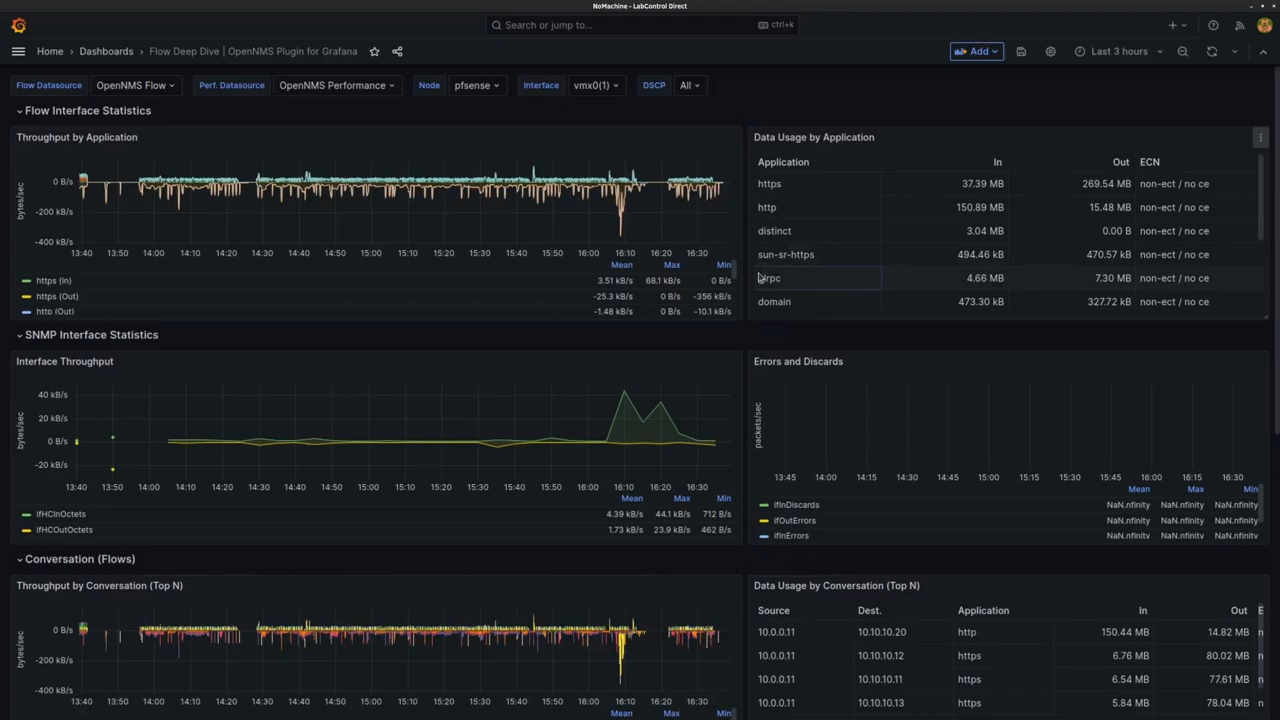 NoMachine - LabControl Direct
Search or jump to...
ctrl+k
Home > Dashboards > Flow Deep Dive | OpenNMS Plugin for Grafana
Add
Last 3 hours
Flow Datasource OpenNMS Flow Perf. Datasource OpenNMS Performance Node pfsense Interface vmx0(1) DSCP All
Flow Interface Statistics
Throughput by Application
bytes/sec
0 B/s
-200 kB/s
-400 kB/s
13:40 13:50 14:00 14:10 14:20 14:30 14:40 14:50 15:00 15:10 15:20 15:30 15:40 15:50 16:00 16:10 16:20 16:30
Mean Max Min
https (In) 3.51 kB/s 68.1 kB/s 0 B/s
https (Out) -25.3 kB/s 0 B/s -356 kB/s
http (Out) -1.48 kB/s 0 B/s -10.1 kB/s
Data Usage by Application
Application In Out ECN
https 37.39 MB 269.54 MB non-ect / no ce
http 150.89 MB 15.48 MB non-ect / no ce
distinct 3.04 MB 0.00 B non-ect / no ce
sun-sr-https 494.46 kB 470.57 kB non-ect / no ce
4.66 MB 7.30 MB non-ect / no ce
domain 473.30 kB 327.72 kB non-ect / no ce
SNMP Interface Statistics
Interface Throughput
bytes/sec
40 kB/s
20 kB/s
0 B/s
-20 kB/s
13:40 13:50 14:00 14:10 14:20 14:30 14:40 14:50 15:00 15:10 15:20 15:30 15:40 15:50 16:00 16:10 16:20 16:30
Mean Max Min
ifHCInOctets 4.39 kB/s 44.1 kB/s 712 B/s
ifHCOutOctets 1.73 kB/s 23.9 kB/s 462 B/s
Errors and Discards
packets/sec
13:45 14:00 14:15 14:30 14:45 15:00 15:15 15:30 15:45 16:00 16:15 16:30
Mean Max Min
ifInDiscards NaN.nfinity NaN.nfinity NaN.nfinity
ifOutErrors NaN.nfinity NaN.nfinity NaN.nfinity
ifInErrors NaN.nfinity NaN.nfinity NaN.nfinity
Conversation (Flows)
Throughput by Conversation (Top N)
bytes/sec
0 B/s
-200 kB/s
-400 kB/s
13:40 13:50 14:00 14:10 14:20 14:30 14:40 14:50 15:00 15:10 15:20 15:30 15:40 15:50 16:00 16:10 16:20 16:30
Mean Max Min
Data Usage by Conversation (Top N)
Source Dest. Application In Out E
10.0.0.11 10.10.10.20 http 150.44 MB 14.82 MB n
10.0.0.11 10.10.10.12 https 6.76 MB 80.02 MB n
10.0.0.11 10.10.10.11 https 6.54 MB 77.61 MB n
10.0.0.11 10.10.10.13 https 5.84 MB 78.04 MB n